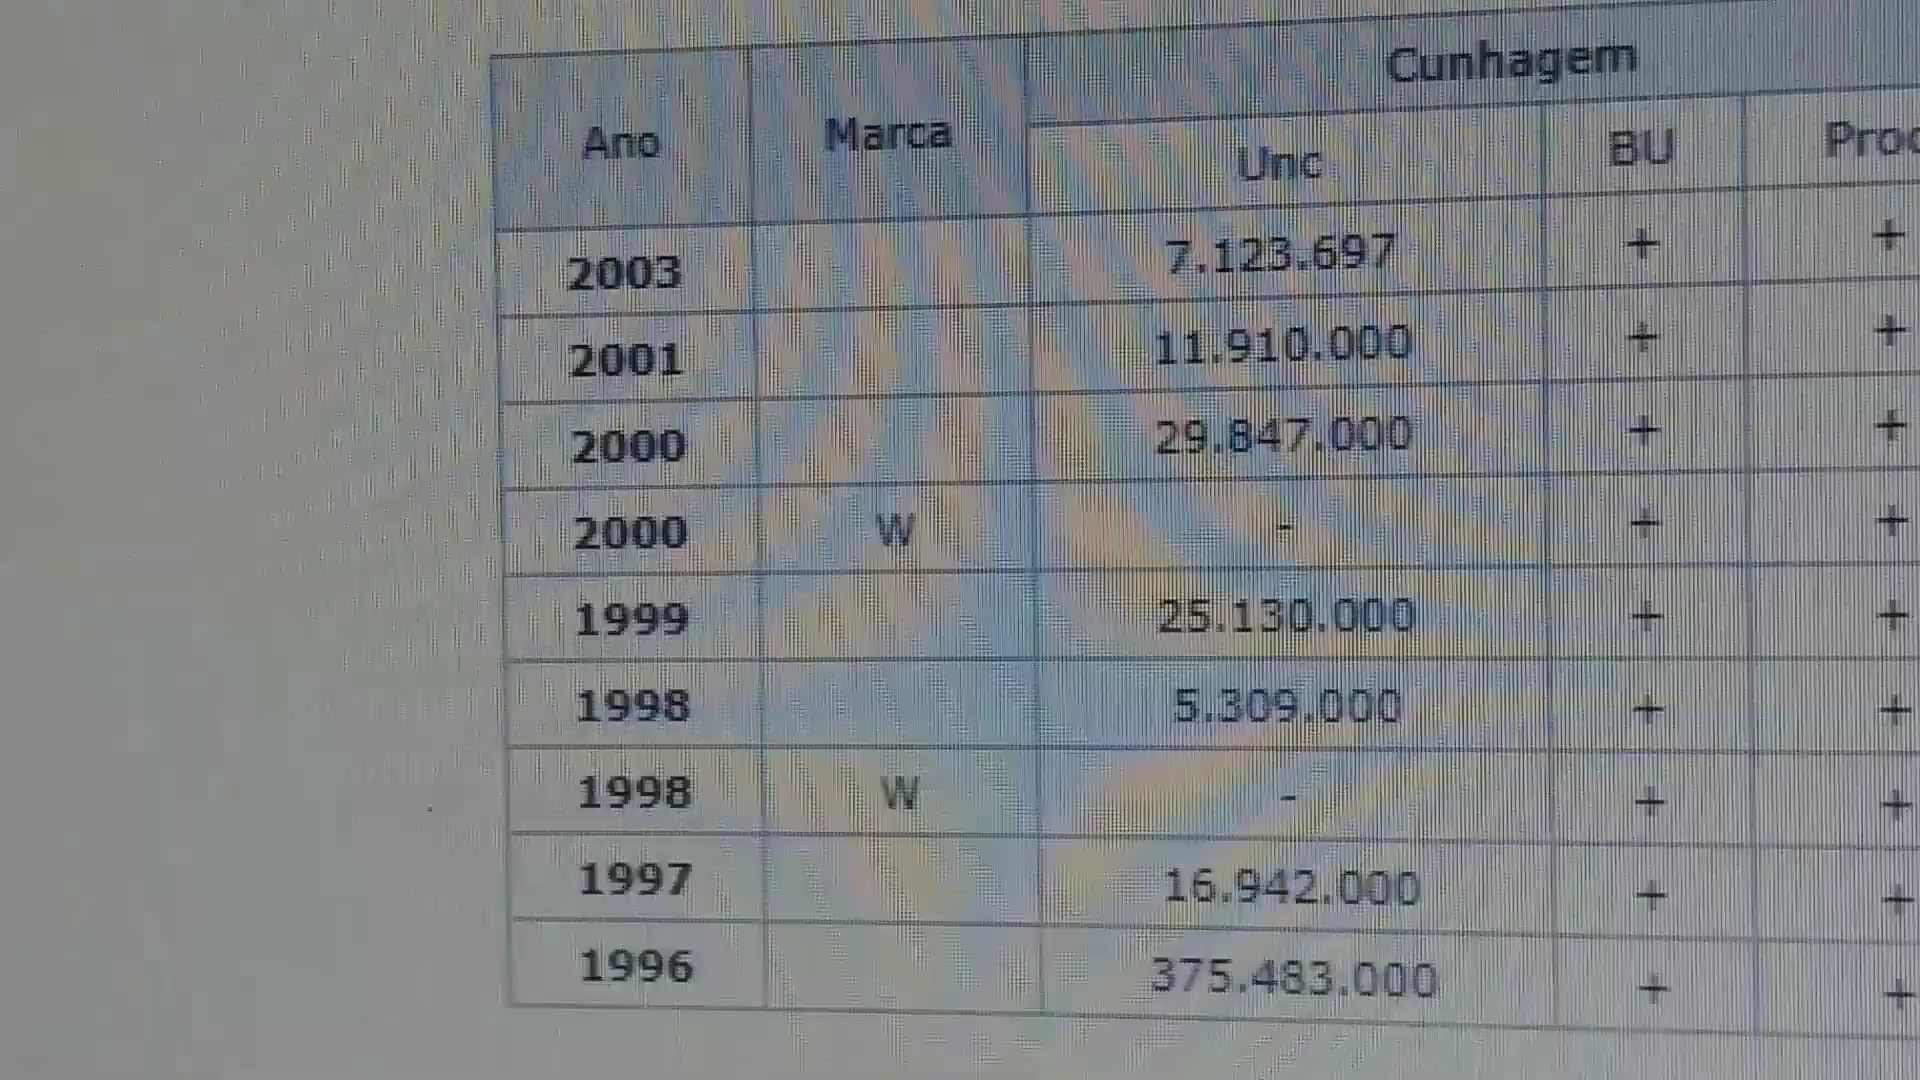 Cunhagem
Ano Marca Unc BU
2003 7.123.697 + +
2001 11.910.000 + +
2000 29.847.000 + +
2000 W - + +
1999 25.130.000 + +
1998 5.309.000 + +
1998 W - + +
1997 16.942.000 + +
1996 375.483.000 + +